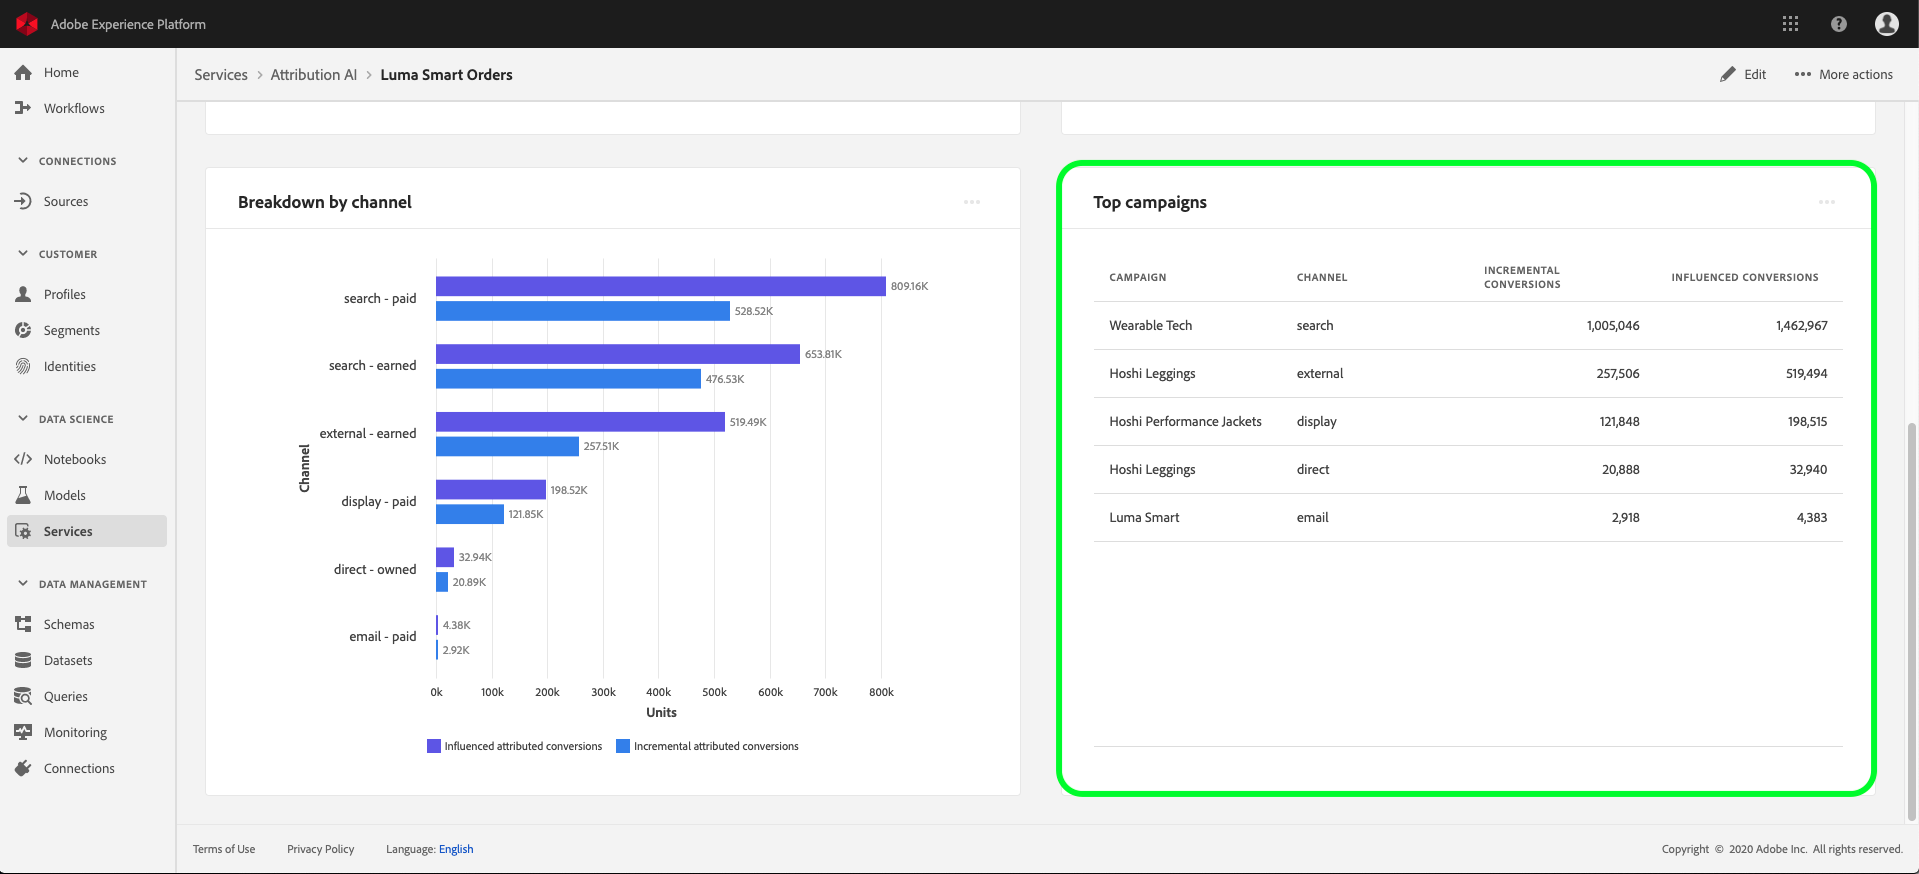 Adobe Experience Platform
Home
Workflows
CONNECTIONS
Sources
CUSTOMER
Profiles
Segments
Identities
DATA SCIENCE
Notebooks
Models
Services
DATA MANAGEMENT
Schemas
Datasets
Queries
Monitoring
Connections
Services > Attribution AI > Luma Smart Orders
Edit
More actions
Breakdown by channel
Channel
search - paid
809.16K
528.52K
search - earned
653.81K
476.53K
external - earned
519.49K
257.51K
display - paid
198.52K
121.85K
direct - owned
32.94K
20.89K
email - paid
4.38K
2.92K
0k 100k 200k 300k 400k 500k 600k 700k 800k
Units
Influenced attributed conversions Incremental attributed conversions
Top campaigns
CAMPAIGN CHANNEL INCREMENTAL CONVERSIONS INFLUENCED CONVERSIONS
Wearable Tech search 1,005,046 1,462,967
Hoshi Leggings external 257,506 519,494
Hoshi Performance Jackets display 121,848 198,515
Hoshi Leggings direct 20,888 32,940
Luma Smart email 2,918 4,383
Terms of Use Privacy Policy Language: English
Copyright © 2020 Adobe Inc. All rights reserved.